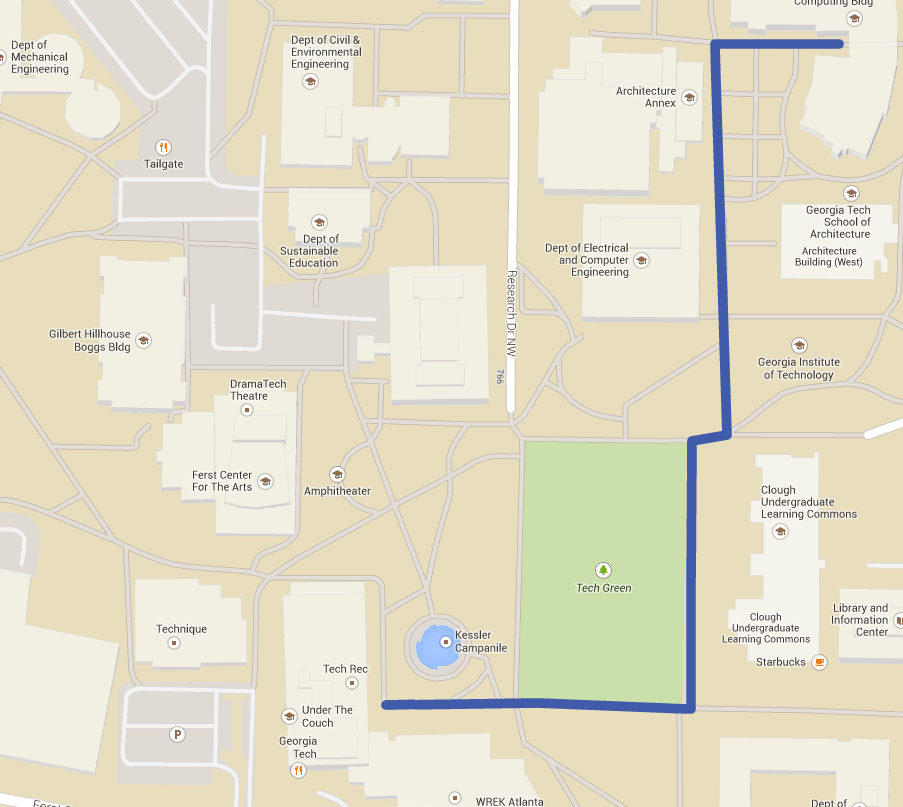 Computing Bldg
Dept of
Mechanical
Engineering
Dept of Civil &
Environmental
Engineering
Architecture
Annex
Tailgate
Georgia Tech
School of
Architecture
Architecture
Building (West)
Dept of
Sustainable
Education
Dept of Electrical
and Computer
Engineering
Research Dr NW
766
Gilbert Hillhouse
Boggs Bldg
Georgia Institute
of Technology
DramaTech
Theatre
Ferst Center
For The Arts
Amphitheater
Clough
Undergraduate
Learning Commons
Tech Green
Technique
Kessler
Campanile
Clough
Undergraduate
Learning Commons
Library and
Information
Center
Starbucks
Tech Rec
Under The
Couch
P
Georgia
Tech
WREK Atlanta
Dept of